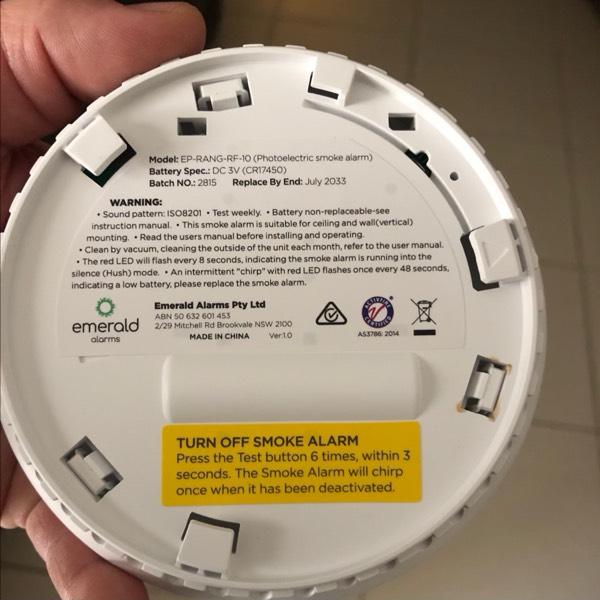 Model: EP-RANG-RF-10 (Photoelectric smoke alarm)
Battery Spec.: DC 3V (CR17450)
Batch NO.: 2815 Replace By End: July 2033
WARNING:
• Sound pattern: ISO8201 • Test weekly. • Battery non-replaceable-see
instruction manual. • This smoke alarm is suitable for ceiling and wall(vertical)
mounting. • Read the users manual before installing and operating.
• Clean by vacuum, cleaning the outside of the unit each month, refer to the user manual.
• The red LED will flash every 8 seconds, indicating the smoke alarm is running into the
silence (Hush) mode. • An intermittent "chirp" with red LED flashes once every 48 seconds,
indicating a low battery, please replace the smoke alarm.
emerald
alarms
Emerald Alarms Pty Ltd
ABN 50 632 601 453
2/29 Mitchell Rd Brookvale NSW 2100
MADE IN CHINA Ver:1.0
ACTIVFIRE
CERTIFIED
AS3786: 2014
TURN OFF SMOKE ALARM
Press the Test button 6 times, within 3
seconds. The Smoke Alarm will chirp
once when it has been deactivated.